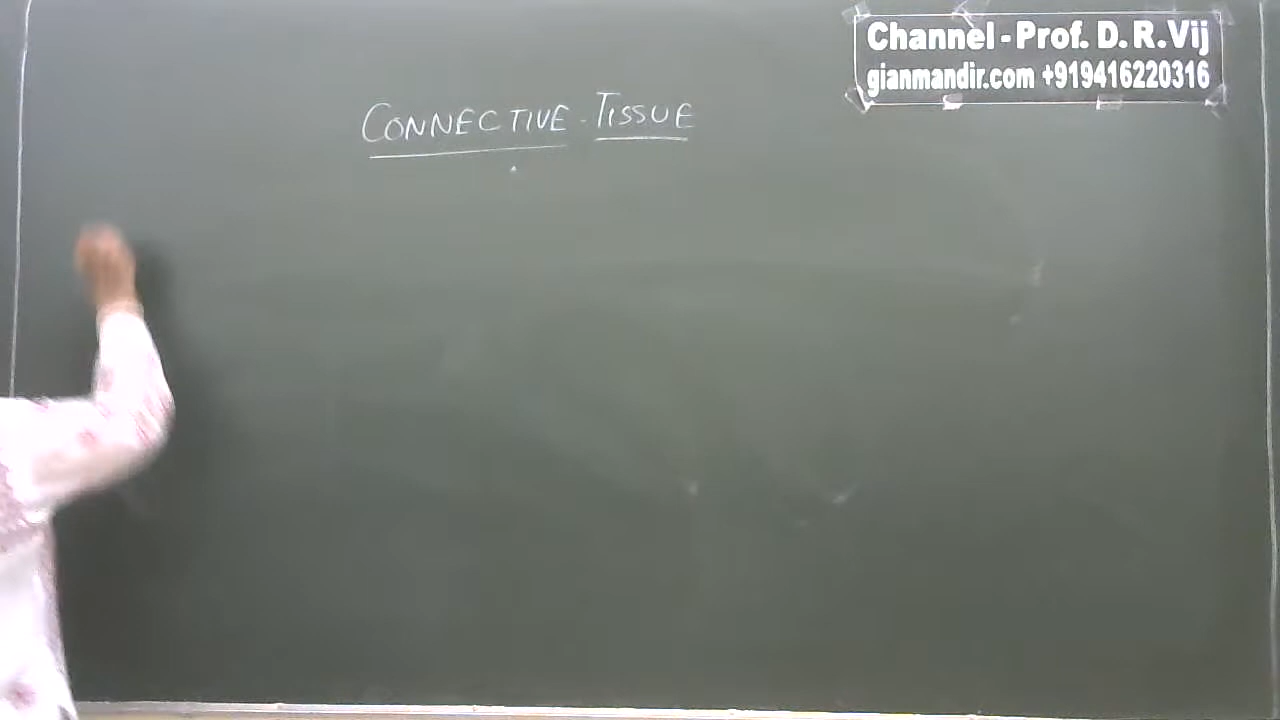 Channel - Prof. D. R. Vij
gianmandir.com +919416220316
CONNECTIVE TISSUE